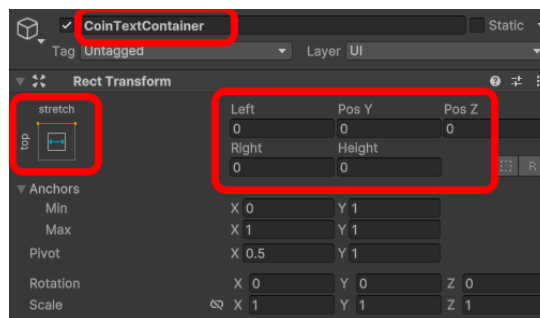 CoinTextContainer Static
Tag Untagged Layer UI
Rect Transform
stretch Left Pos Y Pos Z
top 0 0 0
Right Height
0 0 R
Anchors
Min X 0 Y 1
Max X 1 Y 1
Pivot X 0.5 Y 1
Rotation X 0 Y 0 Z 0
Scale X 1 Y 1 Z 1